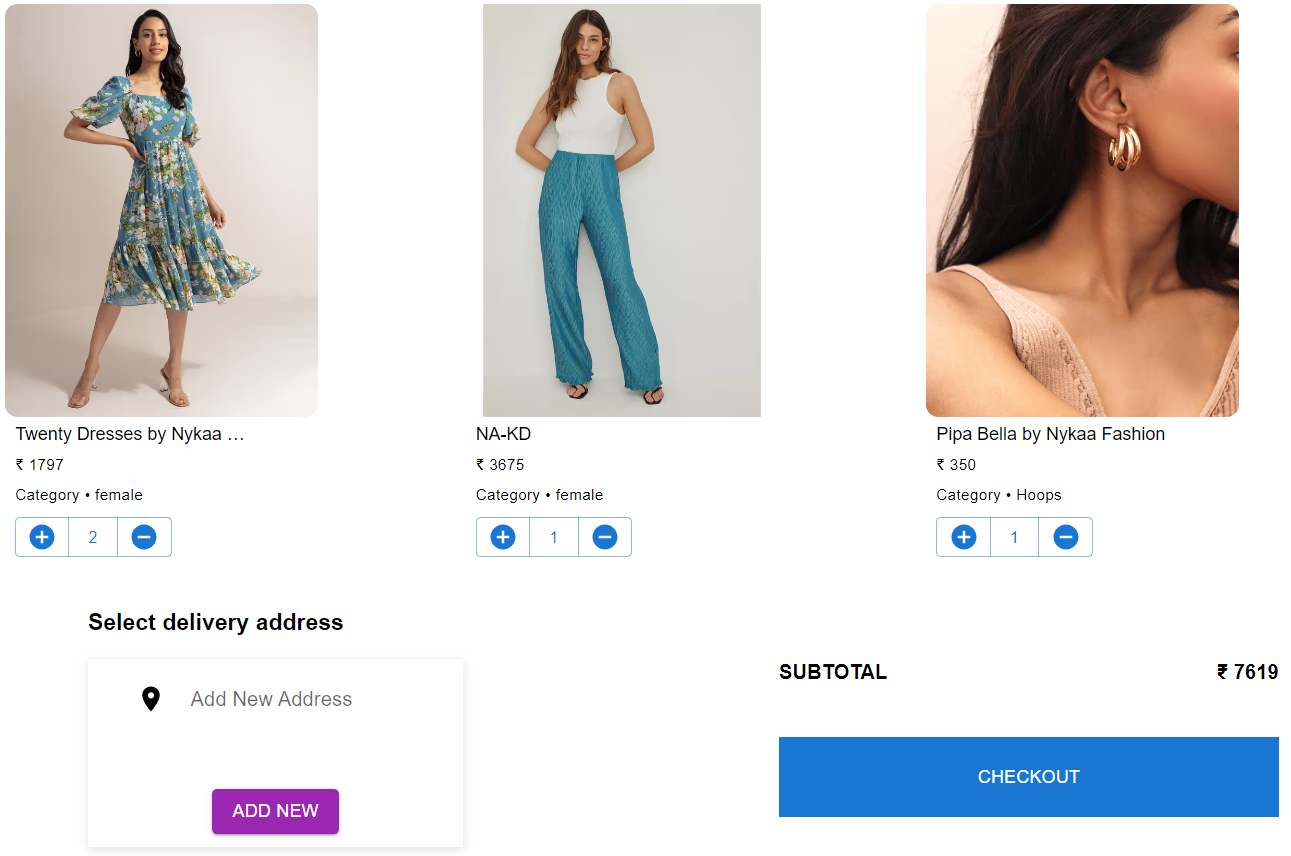 Twenty Dresses by Nykaa …
₹ 1797
Category • female
2
NA-KD
₹ 3675
Category • female
1
Pipa Bella by Nykaa Fashion
₹ 350
Category • Hoops
1
Select delivery address
Add New Address
ADD NEW
SUBTOTAL ₹ 7619
CHECKOUT